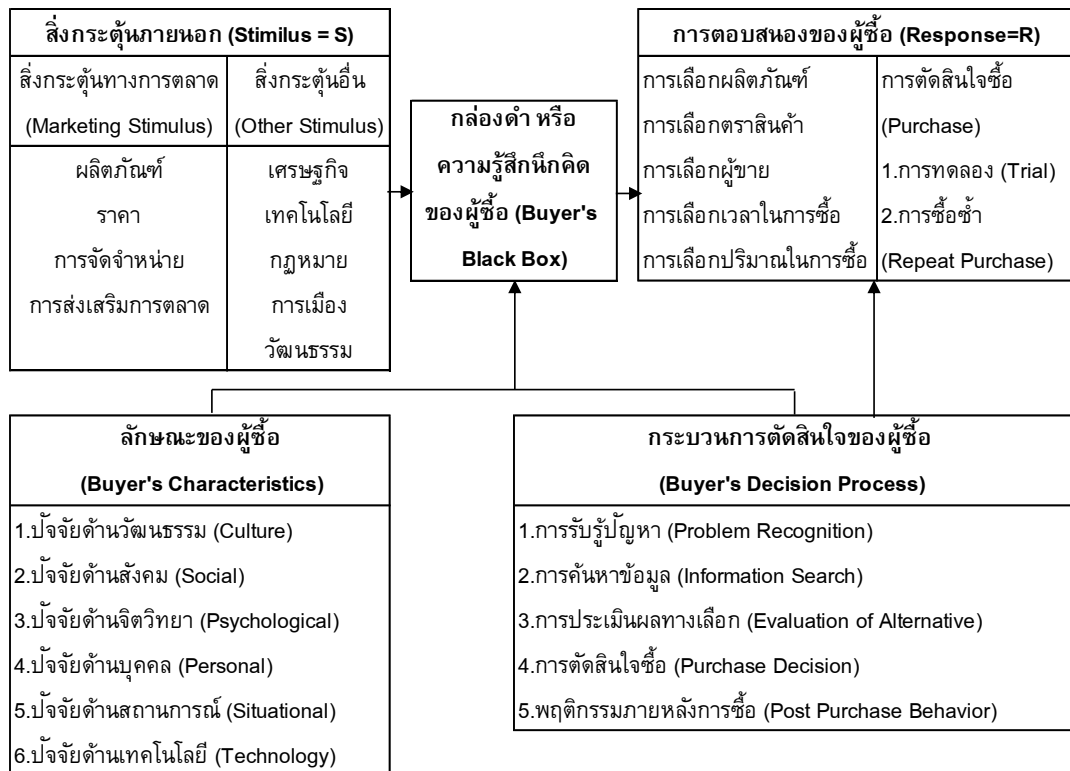 สิ่งกระตุ้นภายนอก (Stimilus = S)
สิ่งกระตุ้นทางการตลาด
(Marketing Stimulus)
สิ่งกระตุ้นอื่น
(Other Stimulus)
ผลิตภัณฑ์
ราคา
การจัดจำหน่าย
การส่งเสริมการตลาด
เศรษฐกิจ
เทคโนโลยี
กฏหมาย
การเมือง
วัฒนธรรม
กล่องดำ หรือ
ความรู้สึกนึกคิด
ของผู้ซื้อ (Buyer's
Black Box)
การตอบสนองของผู้ซื้อ (Response=R)
การเลือกผลิตภัณฑ์
การเลือกตราสินค้า
การเลือกผู้ขาย
การเลือกเวลาในการซื้อ
การเลือกปริมาณในการซื้อ
การตัดสินใจซื้อ
(Purchase)
1.การทดลอง (Trial)
2.การซื้อซ้ำ
(Repeat Purchase)
ลักษณะของผู้ซื้อ
(Buyer's Characteristics)
1.ปัจจัยด้านวัฒนธรรม (Culture)
2.ปัจจัยด้านสังคม (Social)
3.ปัจจัยด้านจิตวิทยา (Psychological)
4.ปัจจัยด้านบุคคล (Personal)
5.ปัจจัยด้านสถานการณ์ (Situational)
6.ปัจจัยด้านเทคโนโลยี (Technology)
กระบวนการตัดสินใจของผู้ซื้อ
(Buyer's Decision Process)
1.การรับรู้ปัญหา (Problem Recognition)
2.การค้นหาข้อมูล (Information Search)
3.การประเมินผลทางเลือก (Evaluation of Alternative)
4.การตัดสินใจซื้อ (Purchase Decision)
5.พฤติกรรมภายหลังการซื้อ (Post Purchase Behavior)